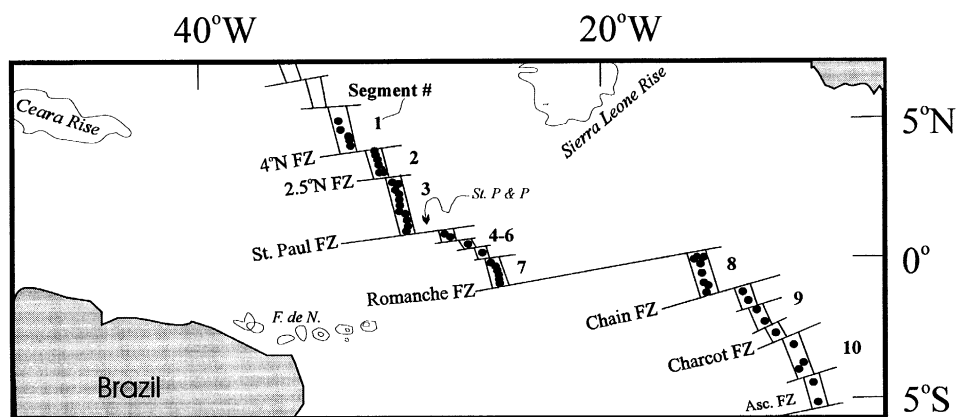 40°W
20°W
Ceara Rise
Segment #
Sierra Leone Rise
5°N
1
4°N FZ
2
2.5°N FZ
3
St. P & P
St. Paul FZ
4-6
0°
7
8
Romanche FZ
9
F. de N.
Chain FZ
10
Charcot FZ
Brazil
Asc. FZ
5°S